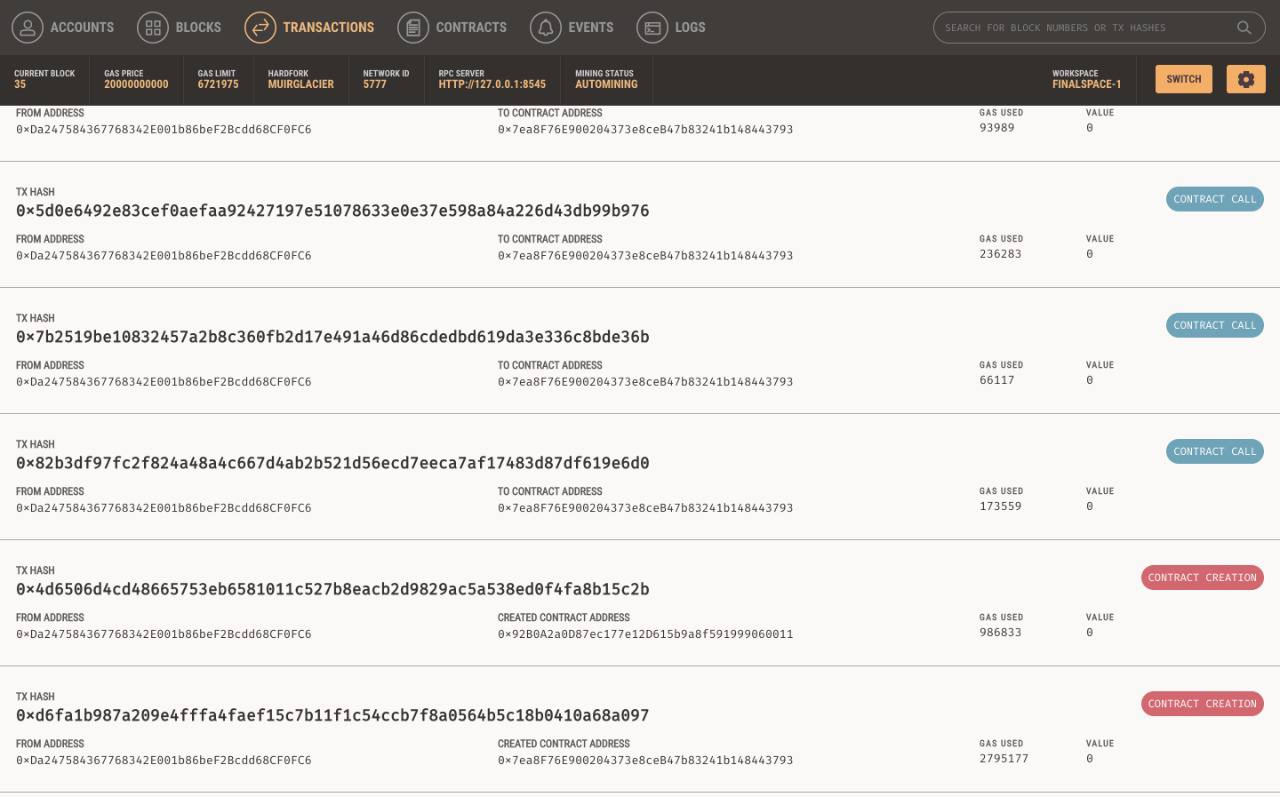 ACCOUNTS BLOCKS TRANSACTIONS CONTRACTS EVENTS LOGS SEARCH FOR BLOCK NUMBERS OR TX HASHES
CURRENT BLOCK GAS PRICE GAS LIMIT HARDFORK NETWORK ID RPC SERVER MINING STATUS WORKSPACE
35 20000000000 6721975 MUIRGLACIER 5777 HTTP://127.0.0.1:8545 AUTOMINING FINALSPACE-1 SWITCH
FROM ADDRESS TO CONTRACT ADDRESS GAS USED VALUE
0×Da247584367768342E001b86beF2Bcdd68CF0FC6 0×7ea8F76E900204373e8ceB47b83241b148443793 93989 0
TX HASH
0×5d0e6492e83cef0aefaa92427197e51078633e0e37e598a84a226d43db99b976 CONTRACT CALL
FROM ADDRESS TO CONTRACT ADDRESS GAS USED VALUE
0×Da247584367768342E001b86beF2Bcdd68CF0FC6 0×7ea8F76E900204373e8ceB47b83241b148443793 236283 0
TX HASH
0×7b2519be10832457a2b8c360fb2d17e491a46d86cdedbd619da3e336c8bde36b CONTRACT CALL
FROM ADDRESS TO CONTRACT ADDRESS GAS USED VALUE
0×Da247584367768342E001b86beF2Bcdd68CF0FC6 0×7ea8F76E900204373e8ceB47b83241b148443793 66117 0
TX HASH
0×82b3df97fc2f824a48a4c667d4ab2b521d56ecd7eeca7af17483d87df619e6d0 CONTRACT CALL
FROM ADDRESS TO CONTRACT ADDRESS GAS USED VALUE
0×Da247584367768342E001b86beF2Bcdd68CF0FC6 0×7ea8F76E900204373e8ceB47b83241b148443793 173559 0
TX HASH
0×4d6506d4cd48665753eb6581011c527b8eacb2d9829ac5a538ed0f4fa8b15c2b CONTRACT CREATION
FROM ADDRESS CREATED CONTRACT ADDRESS GAS USED VALUE
0×Da247584367768342E001b86beF2Bcdd68CF0FC6 0×92B0A2a0D87ec177e12D615b9a8f591999060011 986833 0
TX HASH
0×d6fa1b987a209e4fffa4faef15c7b11f1c54ccb7f8a0564b5c18b0410a68a097 CONTRACT CREATION
FROM ADDRESS CREATED CONTRACT ADDRESS GAS USED VALUE
0×Da247584367768342E001b86beF2Bcdd68CF0FC6 0×7ea8F76E900204373e8ceB47b83241b148443793 2795177 0